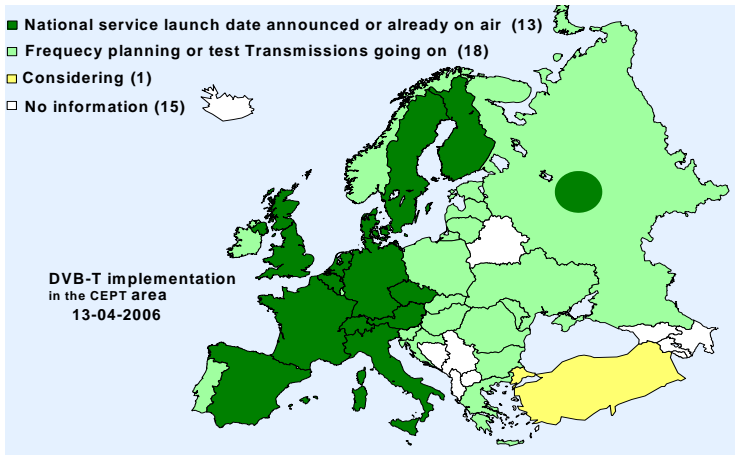 National service launch date announced or already on air (13)
Frequecy planning or test Transmissions going on (18)
Considering (1)
No information (15)
DVB-T implementation
in the CEPT area
13-04-2006